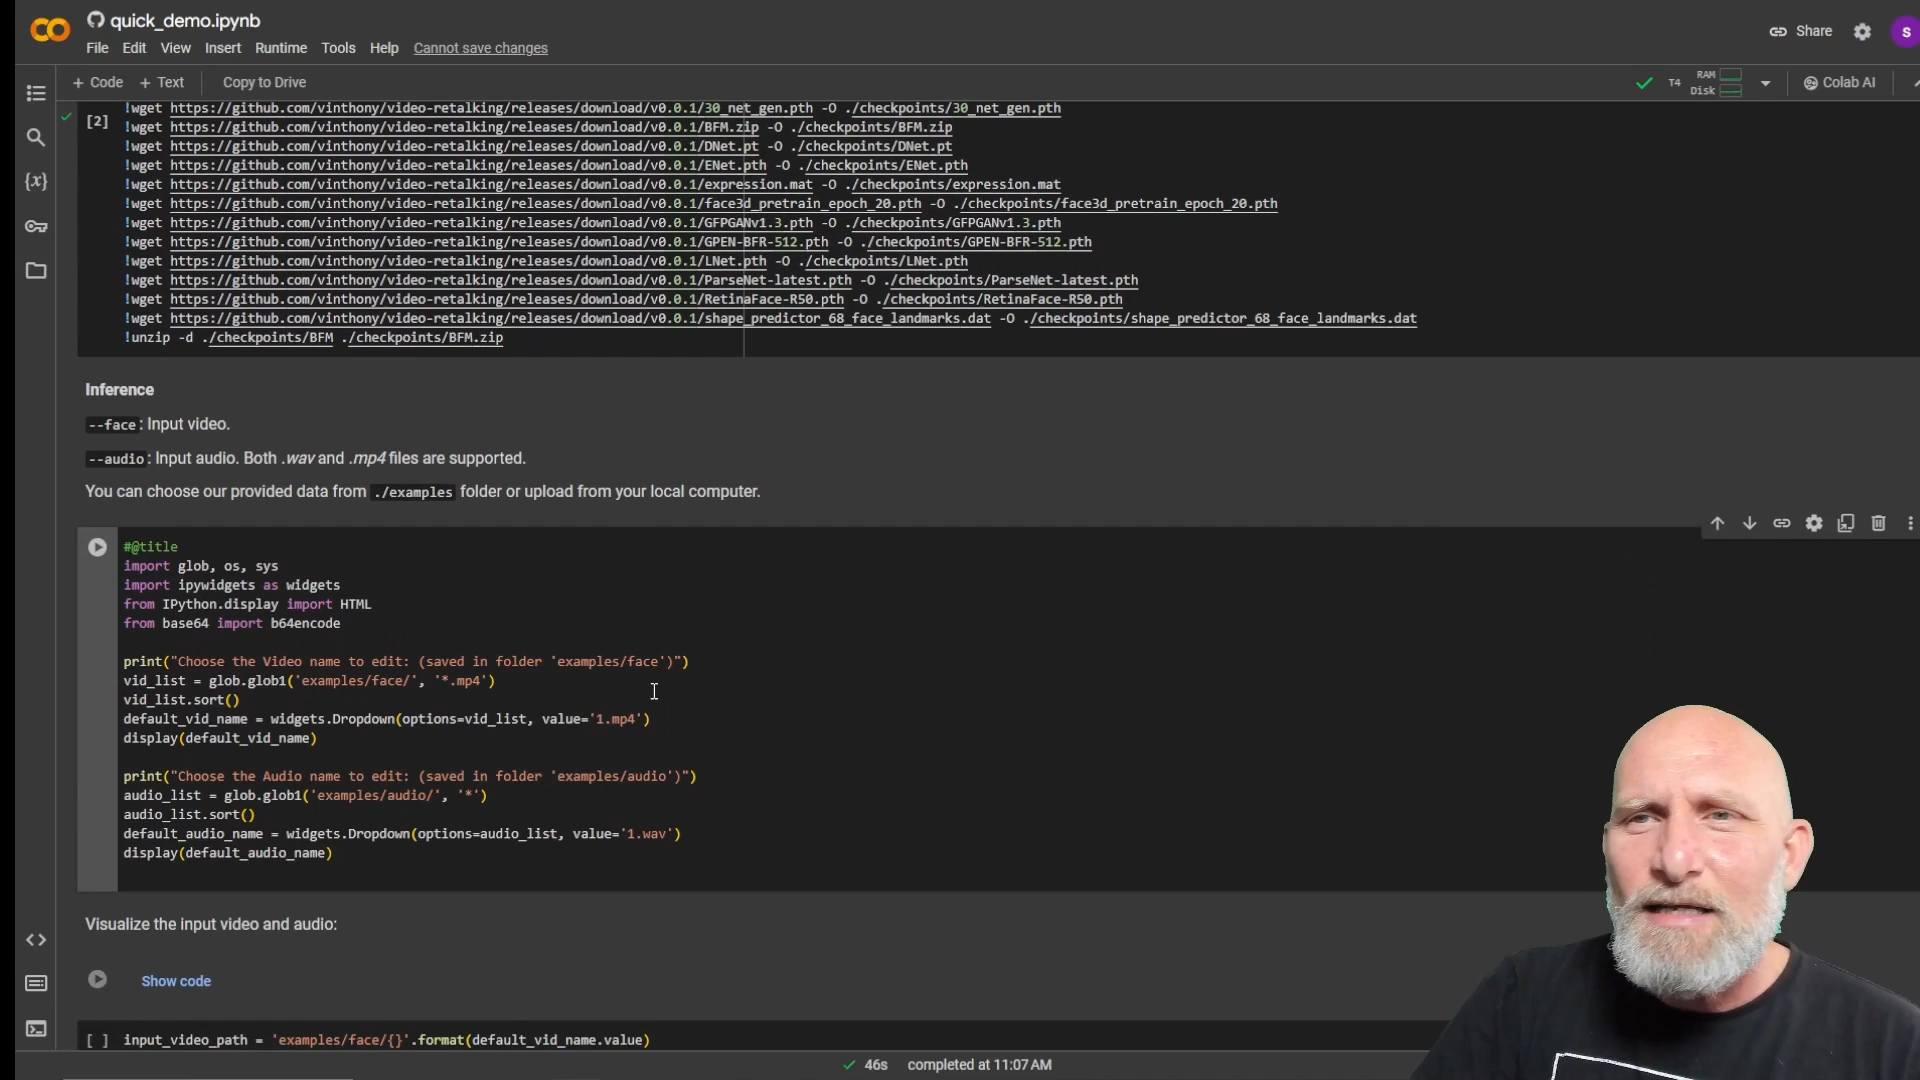 quick_demo.ipynb
File Edit View Insert Runtime Tools Help Cannot save changes
Share
S
+ Code + Text Copy to Drive
T4 RAM Disk Colab AI
[2]
!wget https://github.com/vinthony/video-retalking/releases/download/v0.0.1/30_net_gen.pth -O ./checkpoints/30_net_gen.pth
!wget https://github.com/vinthony/video-retalking/releases/download/v0.0.1/BFM.zip -O ./checkpoints/BFM.zip
!wget https://github.com/vinthony/video-retalking/releases/download/v0.0.1/DNet.pt -O ./checkpoints/DNet.pt
!wget https://github.com/vinthony/video-retalking/releases/download/v0.0.1/ENet.pth -O ./checkpoints/ENet.pth
!wget https://github.com/vinthony/video-retalking/releases/download/v0.0.1/expression.mat -O ./checkpoints/expression.mat
!wget https://github.com/vinthony/video-retalking/releases/download/v0.0.1/face3d_pretrain_epoch_20.pth -O ./checkpoints/face3d_pretrain_epoch_20.pth
!wget https://github.com/vinthony/video-retalking/releases/download/v0.0.1/GFPGANv1.3.pth -O ./checkpoints/GFPGANv1.3.pth
!wget https://github.com/vinthony/video-retalking/releases/download/v0.0.1/GPEN-BFR-512.pth -O ./checkpoints/GPEN-BFR-512.pth
!wget https://github.com/vinthony/video-retalking/releases/download/v0.0.1/LNet.pth -O ./checkpoints/LNet.pth
!wget https://github.com/vinthony/video-retalking/releases/download/v0.0.1/ParseNet-latest.pth -O ./checkpoints/ParseNet-latest.pth
!wget https://github.com/vinthony/video-retalking/releases/download/v0.0.1/RetinaFace-R50.pth -O ./checkpoints/RetinaFace-R50.pth
!wget https://github.com/vinthony/video-retalking/releases/download/v0.0.1/shape_predictor_68_face_landmarks.dat -O ./checkpoints/shape_predictor_68_face_landmarks.dat
!unzip -d ./checkpoints/BFM ./checkpoints/BFM.zip
Inference
--face: Input video.
--audio: Input audio. Both .wav and .mp4 files are supported.
You can choose our provided data from ./examples folder or upload from your local computer.
#@title
import glob, os, sys
import ipywidgets as widgets
from IPython.display import HTML
from base64 import b64encode
print("Choose the Video name to edit: (saved in folder 'examples/face')")
vid_list = glob.glob1('examples/face/', '*.mp4')
vid_list.sort()
default_vid_name = widgets.Dropdown(options=vid_list, value='1.mp4')
display(default_vid_name)
print("Choose the Audio name to edit: (saved in folder 'examples/audio')")
audio_list = glob.glob1('examples/audio/', '*')
audio_list.sort()
default_audio_name = widgets.Dropdown(options=audio_list, value='1.wav')
display(default_audio_name)
Visualize the input video and audio:
Show code
[ ] input_video_path = 'examples/face/{}'.format(default_vid_name.value)
46s completed at 11:07 AM